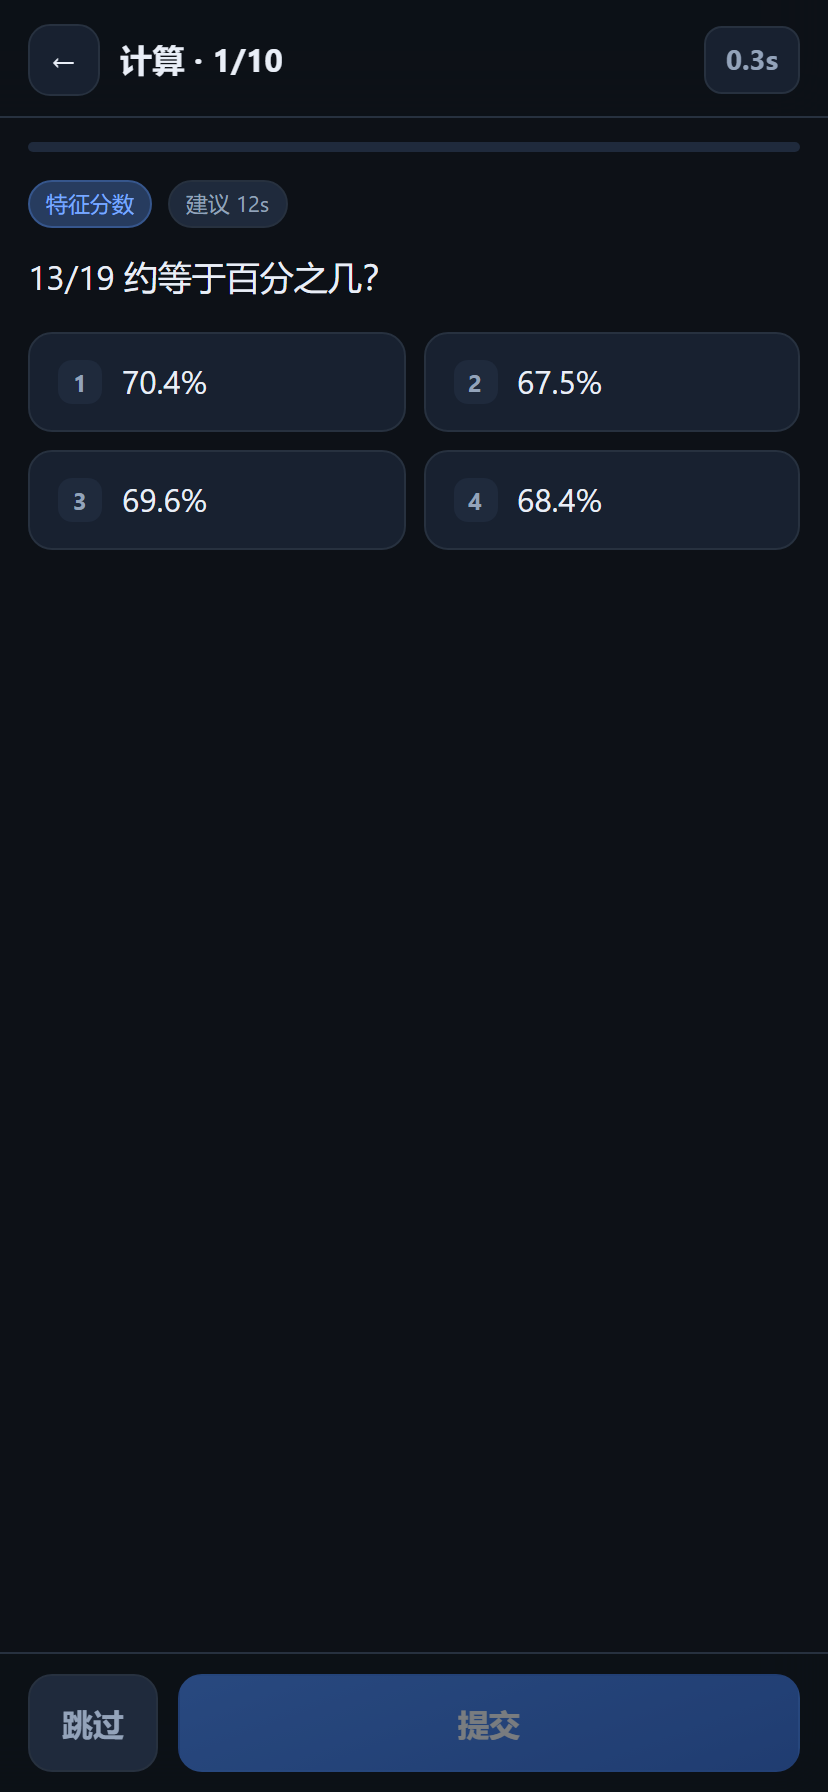 ← 计算 · 1/10 0.3s
特征分数 建议 12s
13/19 约等于百分之几?
1 70.4%
2 67.5%
3 69.6%
4 68.4%
跳过 提交